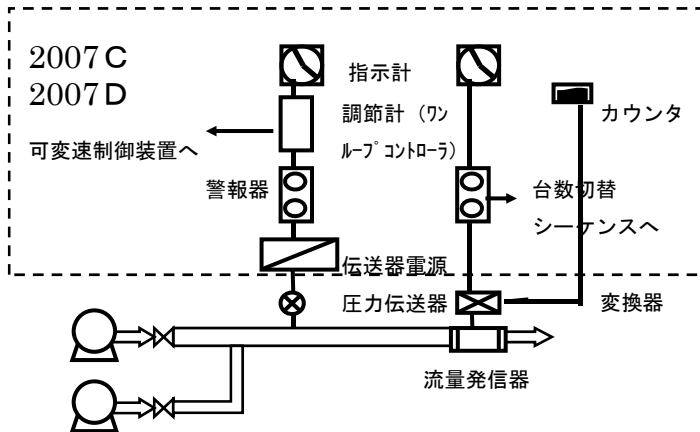 2007C
2007D
指示計
調節計（ワン
ループコントローラ）
カウンタ
可変速制御装置へ
警報器
台数切替
シーケンスへ
伝送器電源
圧力伝送器
変換器
流量発信器